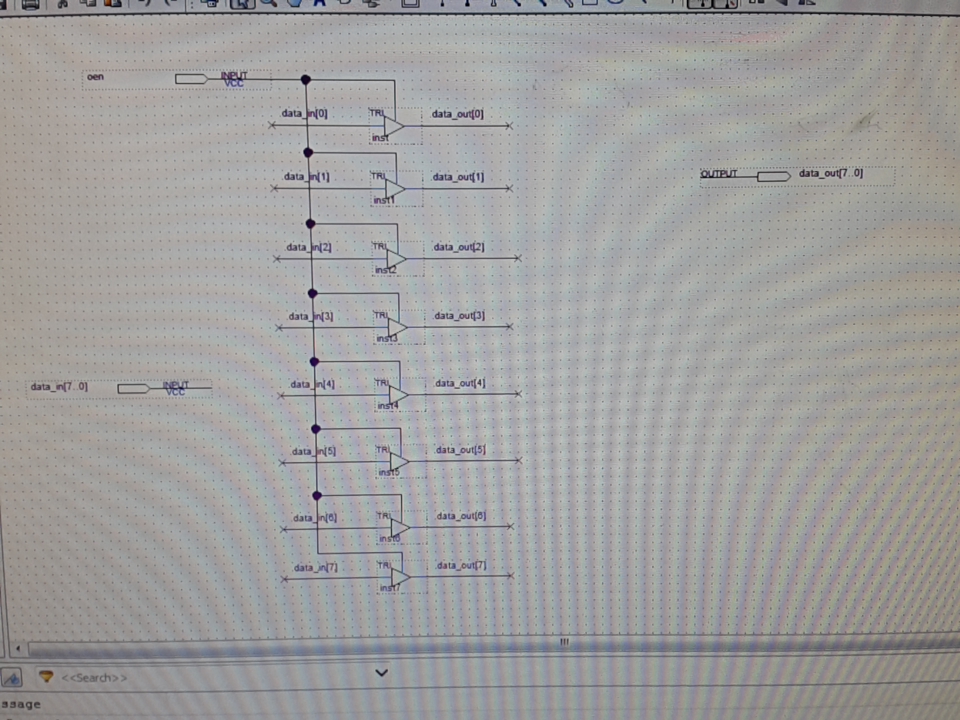 oen
INPUT
VCC
data_in[7..0]
INPUT
VCC
data_in[0]
TRI
inst
data_out[0]
data_in[1]
TRI
inst1
data_out[1]
data_in[2]
TRI
inst2
data_out[2]
data_in[3]
TRI
inst3
data_out[3]
data_in[4]
TRI
inst4
data_out[4]
data_in[5]
TRI
inst5
data_out[5]
data_in[6]
TRI
inst6
data_out[6]
data_in[7]
TRI
inst7
data_out[7]
OUTPUT
data_out[7..0]
<<Search>>
ssage